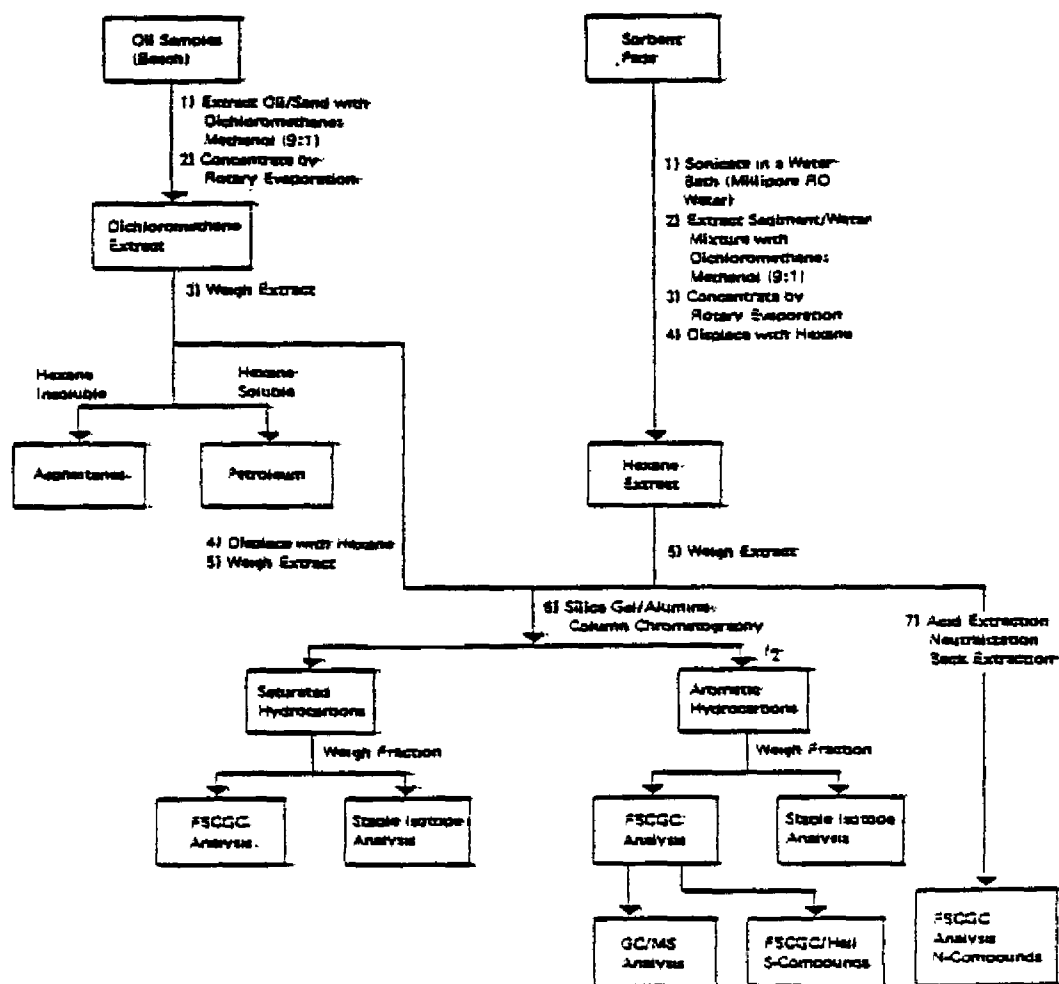 Oil Samples
(Beach)
1) Extract Oil/Sand with
Dichloromethane:
Methanol (9:1)
2) Concentrate by
Rotary Evaporation
Dichloromethane
Extract
3) Weigh Extract
Hexane
Insoluble
Hexane
Soluble
Asphaltenes
Petroleum
4) Displace with Hexane
5) Weigh Extract
Sorbent
Pads
1) Sonicate in a Water
Bath (Millipore RO
Water)
2) Extract Sediment/Water
Mixture with
Dichloromethane:
Methanol (9:1)
3) Concentrate by
Rotary Evaporation
4) Displace with Hexane
Hexane
Extract
5) Weigh Extract
6) Silica Gel/Alumina
Column Chromatography
7) Acid Extraction
Neutralization
Back Extraction
Saturated
Hydrocarbons
f2
Aromatic
Hydrocarbons
Weigh Fraction
Weigh Fraction
FSCGC
Analysis
Stable Isotope
Analysis
FSCGC
Analysis
Stable Isotope
Analysis
GC/MS
Analysis
FSCGC/Hall
S-Compounds
FSCGC
Analysis
N-Compounds